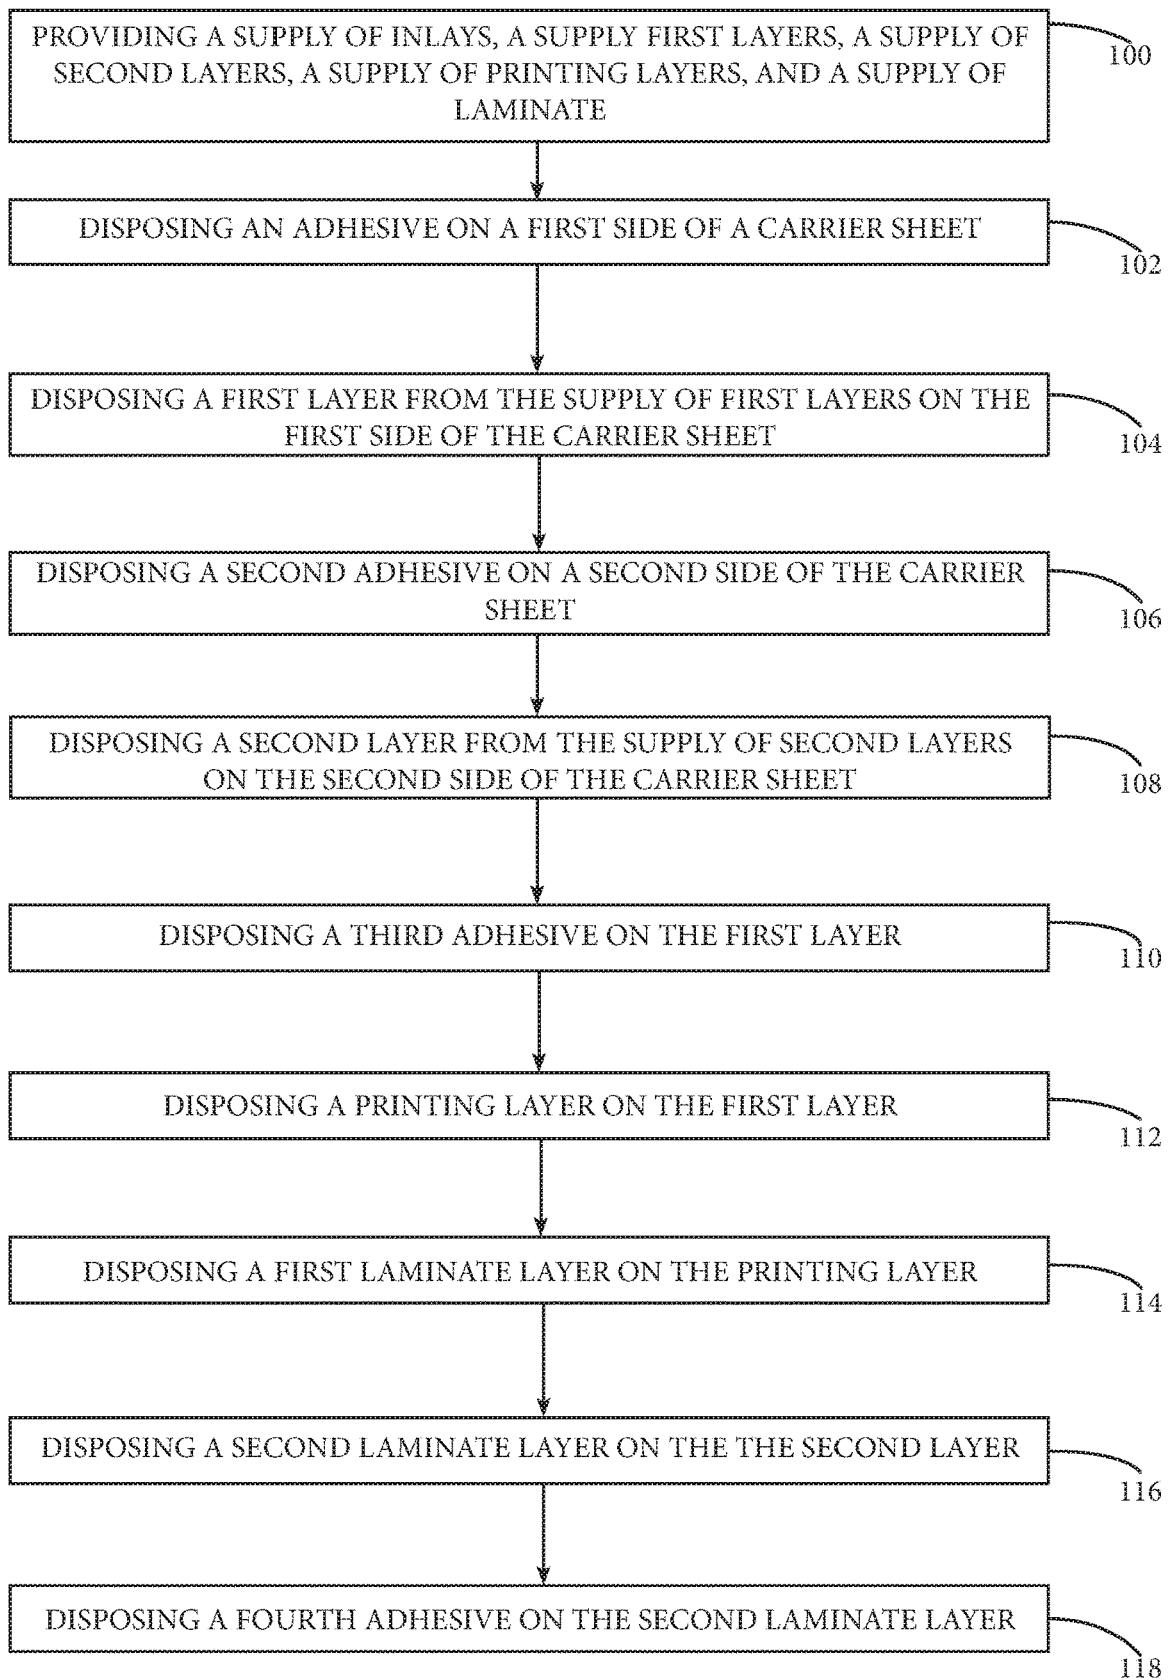 PROVIDING A SUPPLY OF INLAYS, A SUPPLY FIRST LAYERS, A SUPPLY OF
SECOND LAYERS, A SUPPLY OF PRINTING LAYERS, AND A SUPPLY OF
LAMINATE
100
DISPOSING AN ADHESIVE ON A FIRST SIDE OF A CARRIER SHEET
102
DISPOSING A FIRST LAYER FROM THE SUPPLY OF FIRST LAYERS ON THE
FIRST SIDE OF THE CARRIER SHEET
104
DISPOSING A SECOND ADHESIVE ON A SECOND SIDE OF THE CARRIER
SHEET
106
DISPOSING A SECOND LAYER FROM THE SUPPLY OF SECOND LAYERS
ON THE SECOND SIDE OF THE CARRIER SHEET
108
DISPOSING A THIRD ADHESIVE ON THE FIRST LAYER
110
DISPOSING A PRINTING LAYER ON THE FIRST LAYER
112
DISPOSING A FIRST LAMINATE LAYER ON THE PRINTING LAYER
114
DISPOSING A SECOND LAMINATE LAYER ON THE THE SECOND LAYER
116
DISPOSING A FOURTH ADHESIVE ON THE SECOND LAMINATE LAYER
118